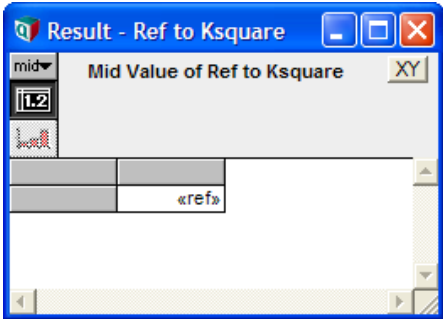 Result - Ref to Ksquare
mid
Mid Value of Ref to Ksquare
XY
1.2
«ref»